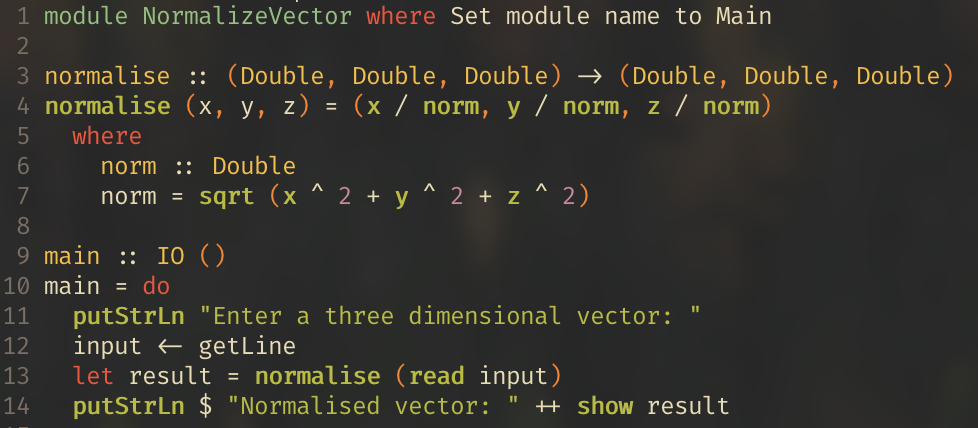 1 module NormalizeVector where Set module name to Main
2
3 normalise :: (Double, Double, Double) → (Double, Double, Double)
4 normalise (x, y, z) = (x / norm, y / norm, z / norm)
5   where
6     norm :: Double
7     norm = sqrt (x ^ 2 + y ^ 2 + z ^ 2)
8
9 main :: IO ()
10 main = do
11   putStrLn "Enter a three dimensional vector: "
12   input ← getLine
13   let result = normalise (read input)
14   putStrLn $ "Normalised vector: " ++ show result